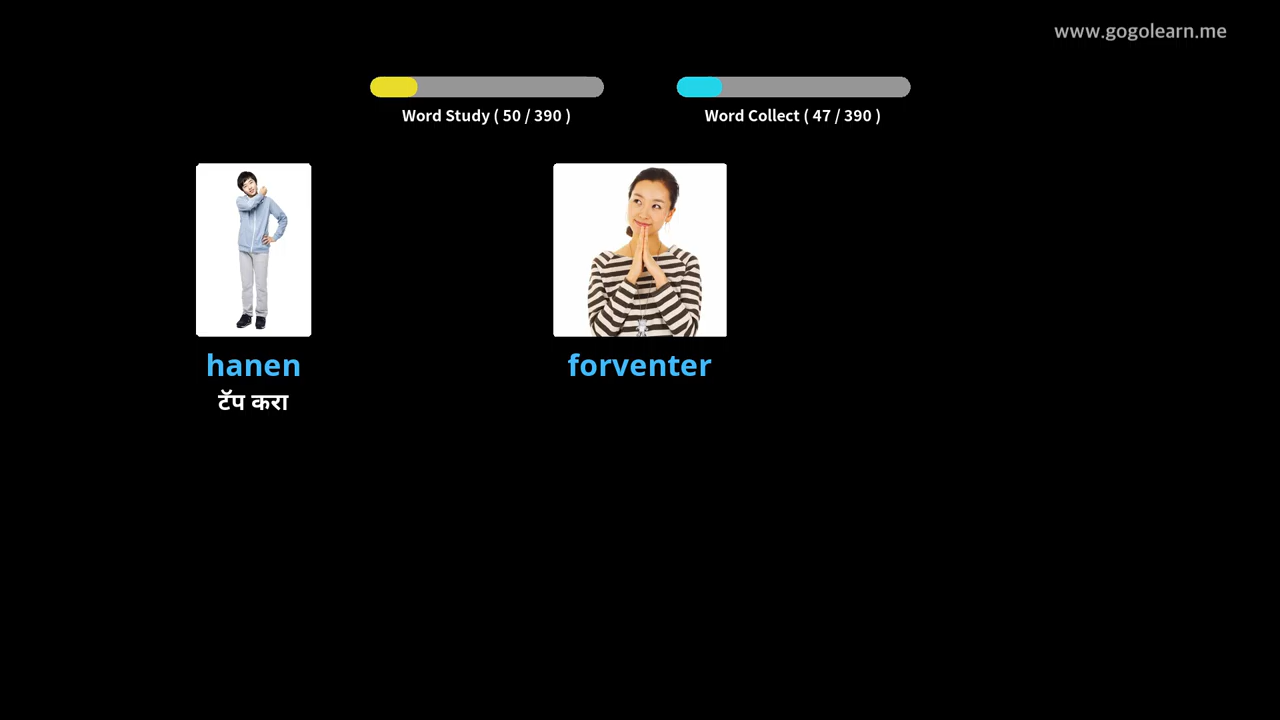 www.gogolearn.me
Word Study ( 50 / 390 )
Word Collect ( 47 / 390 )
hanen
forventer
टॅप करा